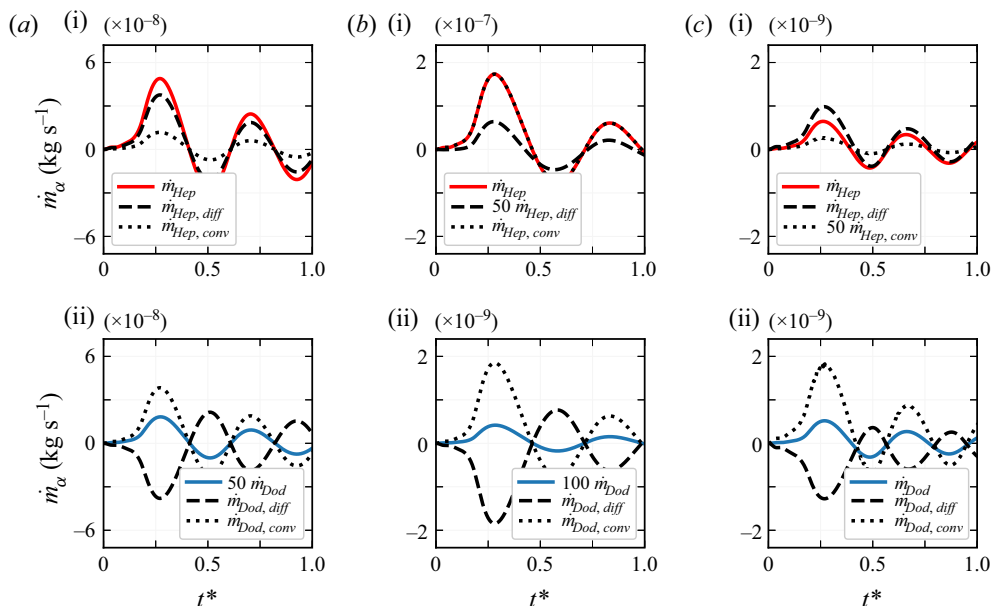 (a) (i) (×10⁻⁸)
6
0
−6
ṁ_α (kg s⁻¹)
ṁ_Hep
ṁ_Hep, diff
ṁ_Hep, conv
0 0.5 1.0
(b) (i) (×10⁻⁷)
2
0
−2
ṁ_Hep
50 ṁ_Hep, diff
ṁ_Hep, conv
0 0.5 1.0
(c) (i) (×10⁻⁹)
2
0
−2
ṁ_Hep
ṁ_Hep, diff
50 ṁ_Hep, conv
0 0.5 1.0
(ii) (×10⁻⁸)
6
0
−6
ṁ_α (kg s⁻¹)
50 ṁ_Dod
ṁ_Dod, diff
ṁ_Dod, conv
0 0.5 1.0
t*
(ii) (×10⁻⁹)
2
0
−2
100 ṁ_Dod
ṁ_Dod, diff
ṁ_Dod, conv
0 0.5 1.0
t*
(ii) (×10⁻⁹)
2
0
−2
ṁ_Dod
ṁ_Dod, diff
ṁ_Dod, conv
0 0.5 1.0
t*